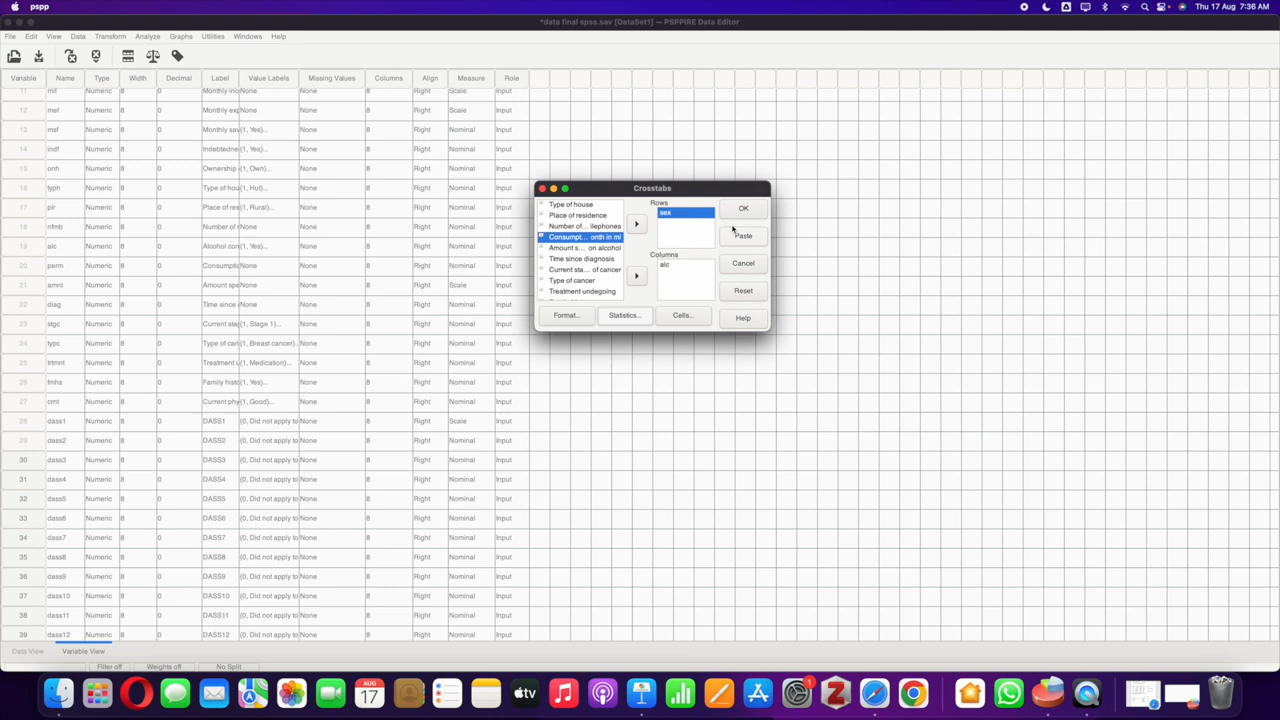 pspp
Thu 17 Aug 7:36 AM
*data final spss.sav [DataSet1] — PSPPIRE Data Editor
File Edit View Data Transform Analyze Graphs Utilities Windows Help
Variable Name Type Width Decimal Label Value Labels Missing Values Columns Align Measure Role
11 mif Numeric 8 0 Monthly inc None None 8 Right Scale Input
12 mef Numeric 8 0 Monthly exp None None 8 Right Scale Input
13 msf Numeric 8 0 Monthly sav {1, Yes}... None 8 Right Nominal Input
14 indf Numeric 8 0 Indebtedne {1, Yes}... None 8 Right Nominal Input
15 onh Numeric 8 0 Ownership {1, Own}... None 8 Right Nominal Input
16 typh Numeric 8 0 Type of hou {1, Hut}... None 8 Right Nominal Input
17 plr Numeric 8 0 Place of res {1, Rural}... None 8 Right Nominal Input
18 nfmb Numeric 8 0 Number of None None 8 Right Nominal Input
19 alc Numeric 8 0 Alcohol con {1, Yes}... None 8 Right Nominal Input
20 perm Numeric 8 0 Consumptic None None 8 Right Nominal Input
21 amnt Numeric 8 0 Amount spe None None 8 Right Scale Input
22 diag Numeric 8 0 Time since None None 8 Right Nominal Input
23 stgc Numeric 8 0 Current stag {1, Stage 1}... None 8 Right Nominal Input
24 typc Numeric 8 0 Type of can {1, Breast cancer}... None 8 Right Nominal Input
25 trtmnt Numeric 8 0 Treatment u {1, Medication}... None 8 Right Nominal Input
26 fmhs Numeric 8 0 Family hist {1, Yes}... None 8 Right Nominal Input
27 crnt Numeric 8 0 Current phy {1, Good}... None 8 Right Nominal Input
28 dass1 Numeric 8 0 DASS1 {0, Did not apply to None 8 Right Scale Input
29 dass2 Numeric 8 0 DASS2 {0, Did not apply to None 8 Right Nominal Input
30 dass3 Numeric 8 0 DASS3 {0, Did not apply to None 8 Right Nominal Input
31 dass4 Numeric 8 0 DASS4 {0, Did not apply to None 8 Right Nominal Input
32 dass5 Numeric 8 0 DASS5 {0, Did not apply to None 8 Right Nominal Input
33 dass6 Numeric 8 0 DASS6 {0, Did not apply to None 8 Right Nominal Input
34 dass7 Numeric 8 0 DASS7 {0, Did not apply to None 8 Right Nominal Input
35 dass8 Numeric 8 0 DASS8 {0, Did not apply to None 8 Right Nominal Input
36 dass9 Numeric 8 0 DASS9 {0, Did not apply to None 8 Right Nominal Input
37 dass10 Numeric 8 0 DASS10 {0, Did not apply to None 8 Right Nominal Input
38 dass11 Numeric 8 0 DASS11 {0, Did not apply to None 8 Right Nominal Input
39 dass12 Numeric 8 0 DASS12 {0, Did not apply to None 8 Right Nominal Input
Crosstabs
Type of house
Place of residence
Number of... ilephones
Consumpt... onth in ml
Amount s... on alcohol
Time since diagnosis
Current sta... of cancer
Type of cancer
Treatment undegoing
Rows
sex
Columns
alc
OK
Paste
Cancel
Reset
Help
Format... Statistics... Cells...
Data View Variable View
Filter off Weights off No Split
AUG
17
tv
1